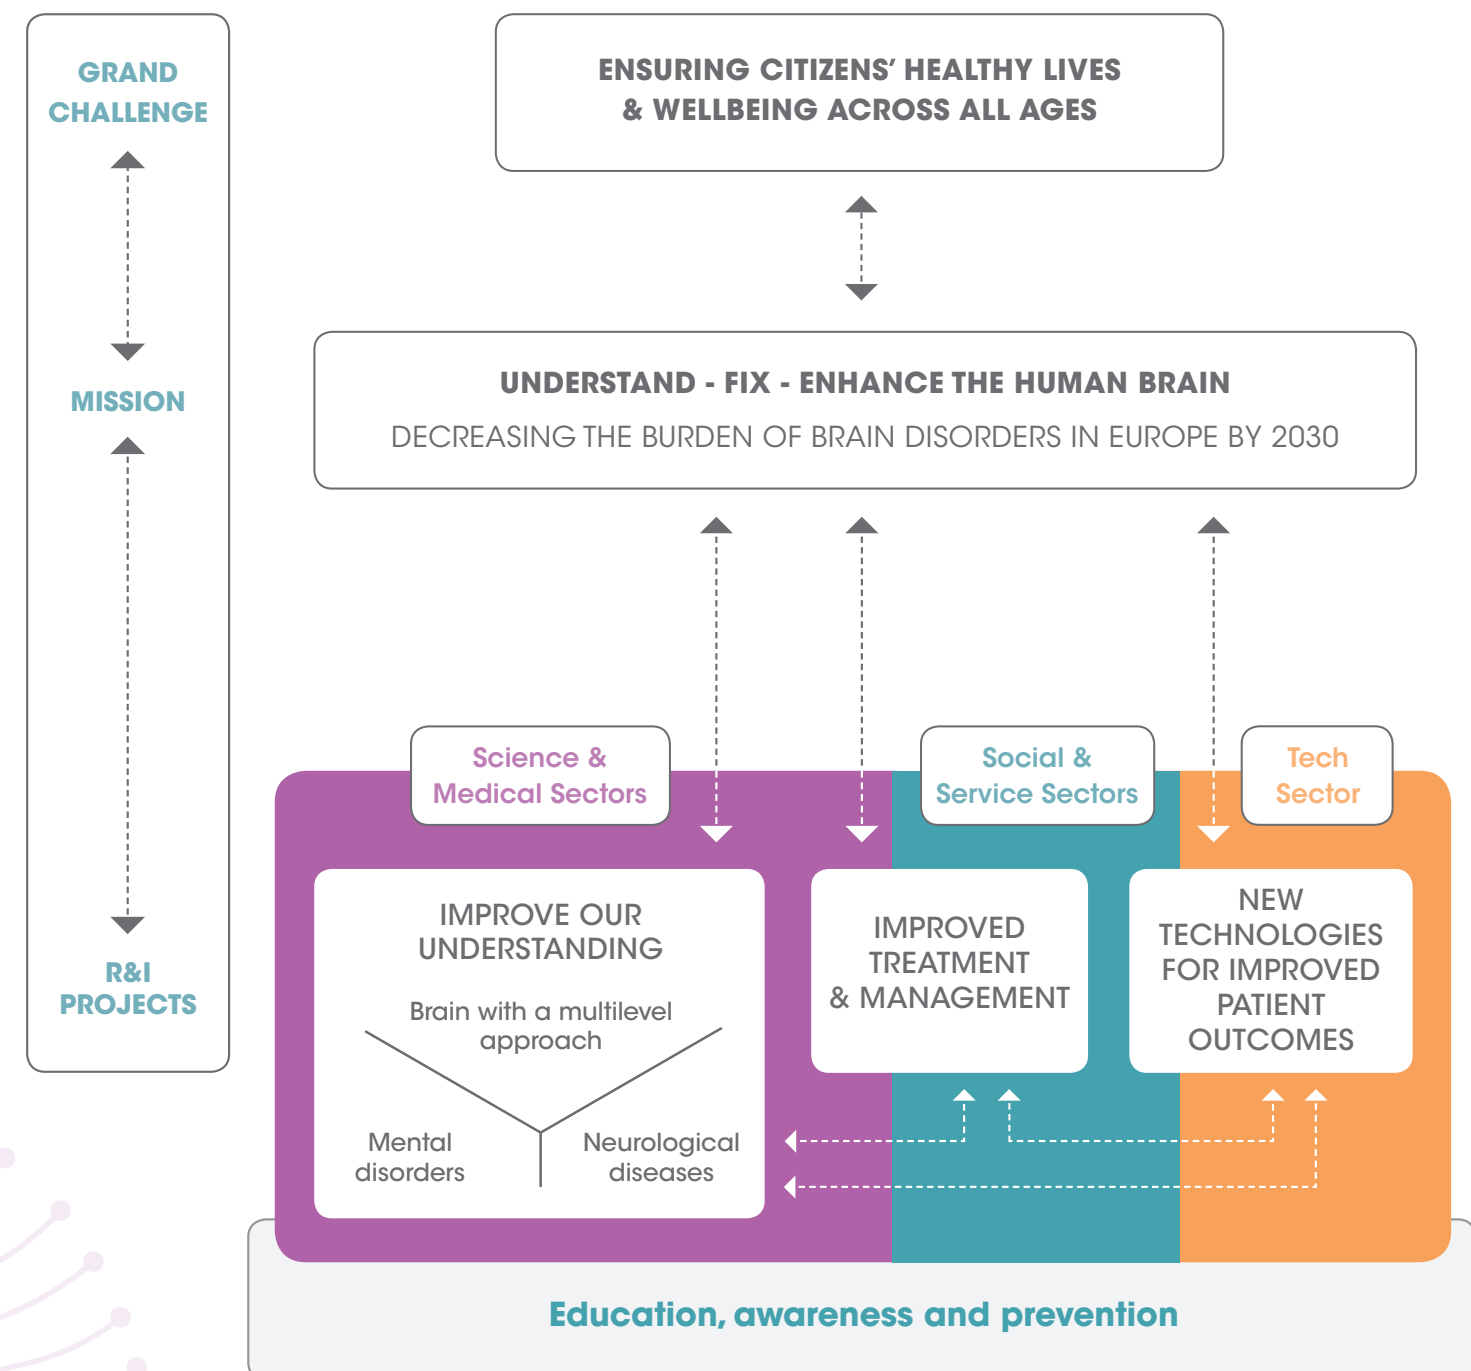 GRAND
CHALLENGE
MISSION
R&I
PROJECTS
ENSURING CITIZENS’ HEALTHY LIVES
& WELLBEING ACROSS ALL AGES
UNDERSTAND - FIX - ENHANCE THE HUMAN BRAIN
DECREASING THE BURDEN OF BRAIN DISORDERS IN EUROPE BY 2030
Science &
Medical Sectors
Social &
Service Sectors
Tech
Sector
IMPROVE OUR
UNDERSTANDING
Brain with a multilevel
approach
Mental
disorders
Neurological
diseases
IMPROVED
TREATMENT
& MANAGEMENT
NEW
TECHNOLOGIES
FOR IMPROVED
PATIENT
OUTCOMES
Education, awareness and prevention